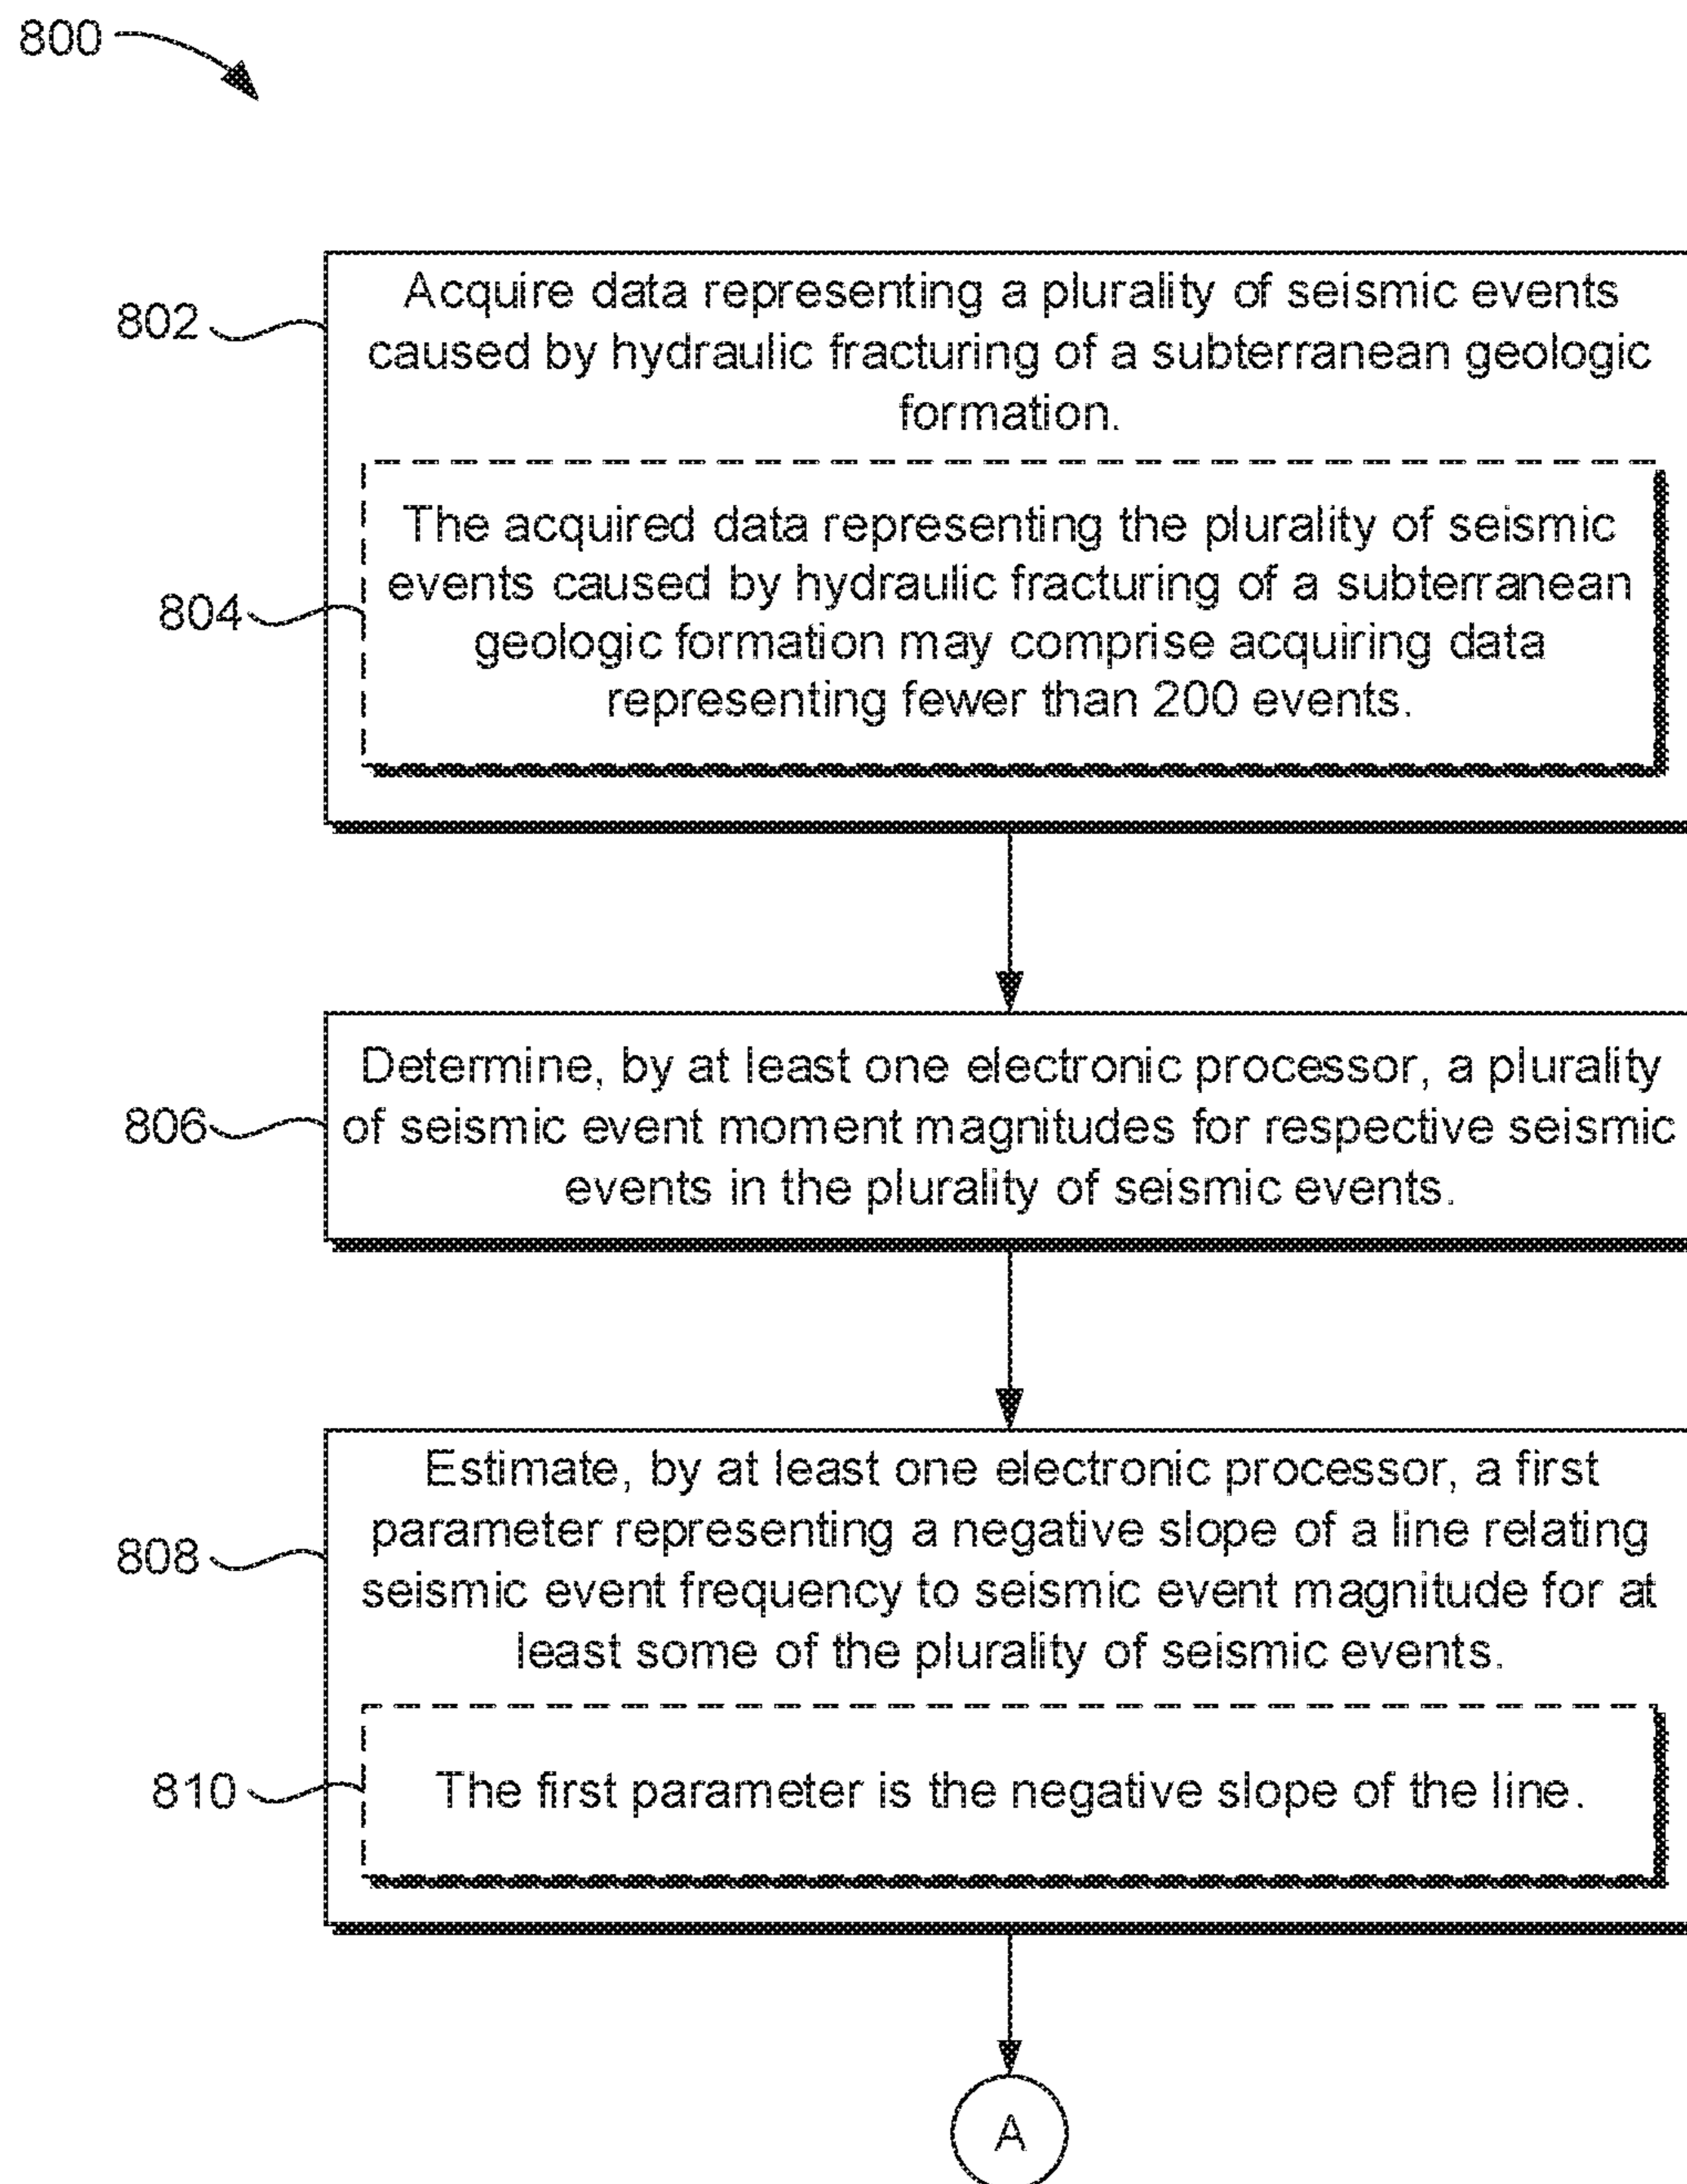 800
802
Acquire data representing a plurality of seismic events
caused by hydraulic fracturing of a subterranean geologic
formation.
804
The acquired data representing the plurality of seismic
events caused by hydraulic fracturing of a subterranean
geologic formation may comprise acquiring data
representing fewer than 200 events.
806
Determine, by at least one electronic processor, a plurality
of seismic event moment magnitudes for respective seismic
events in the plurality of seismic events.
808
Estimate, by at least one electronic processor, a first
parameter representing a negative slope of a line relating
seismic event frequency to seismic event magnitude for at
least some of the plurality of seismic events.
810
The first parameter is the negative slope of the line.
A